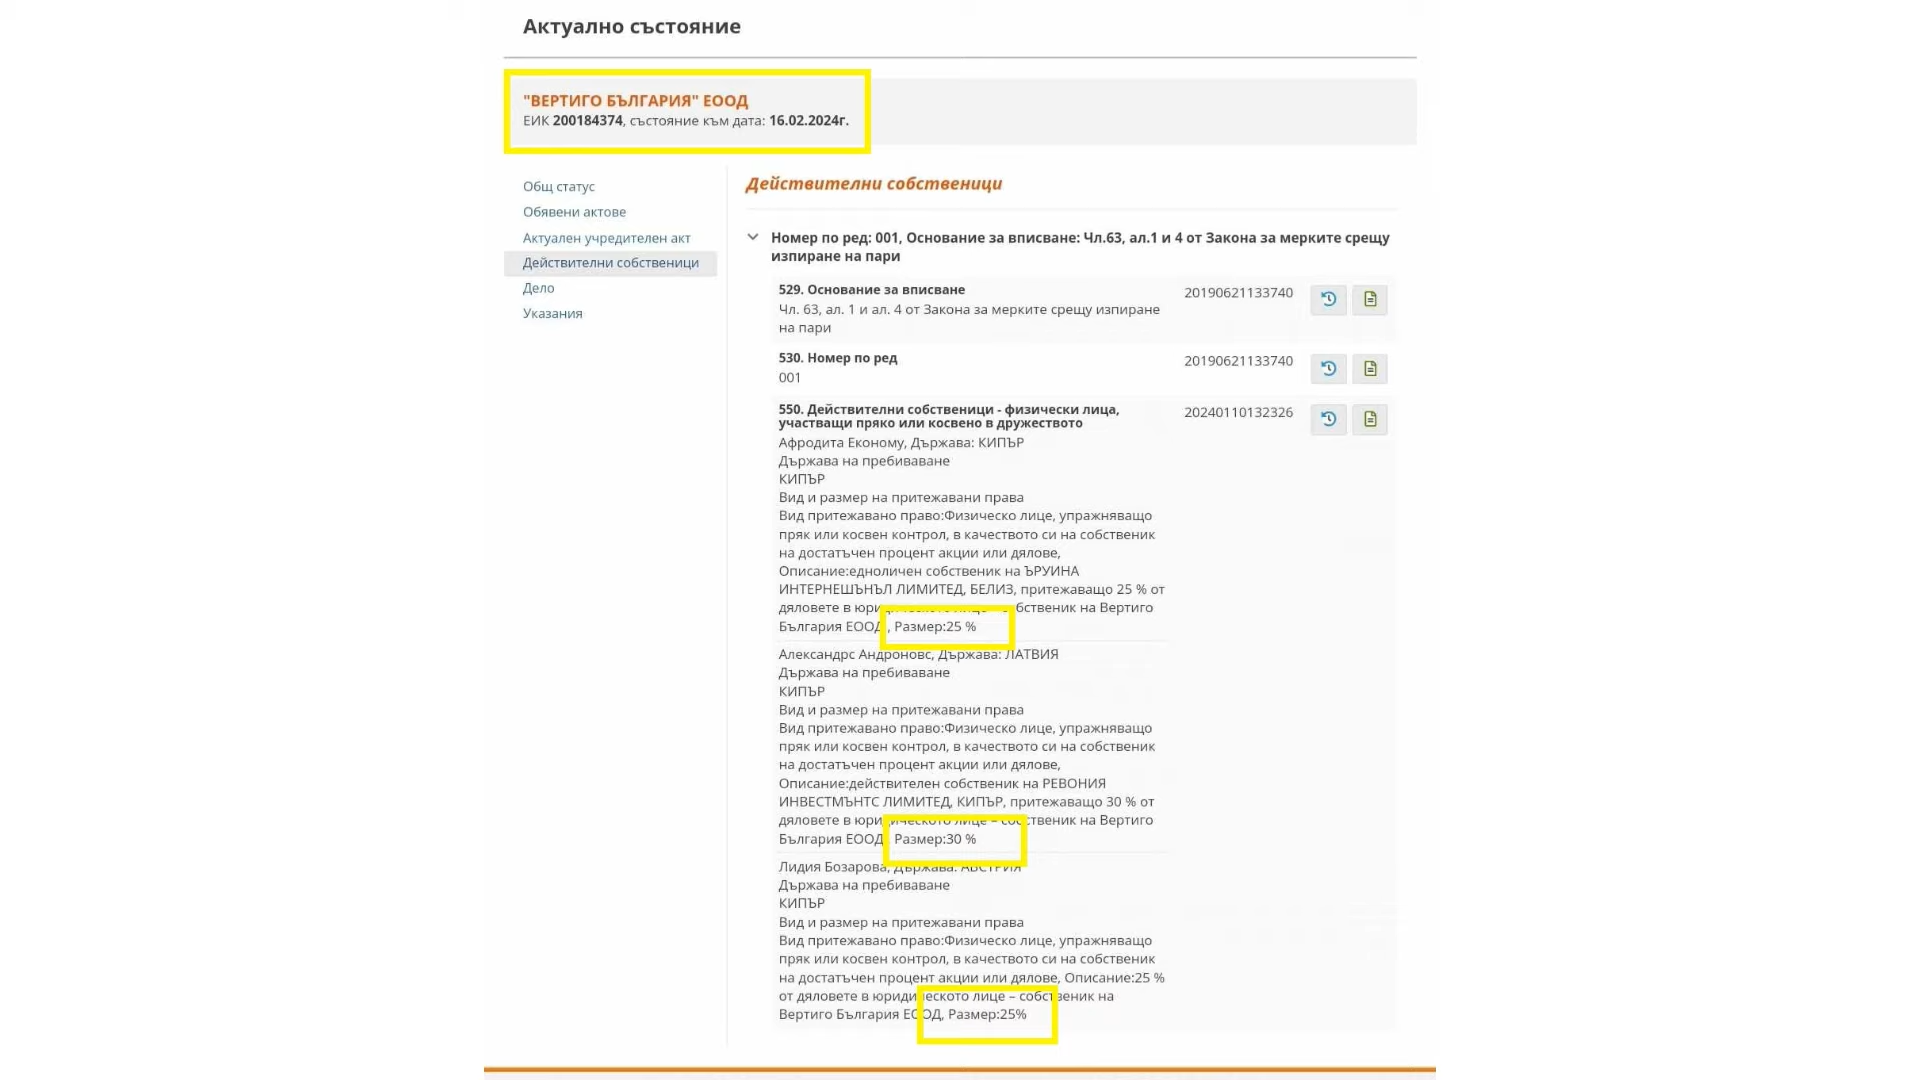 Актуално състояние
"ВЕРТИГО БЪЛГАРИЯ" ЕООД
ЕИК 200184374, състояние към дата: 16.02.2024г.
Общ статус
Обявени актове
Актуален учредителен акт
Действителни собственици
Дело
Указания
Действителни собственици
Номер по ред: 001, Основание за вписване: Чл.63, ал.1 и 4 от Закона за мерките срещу
изпиране на пари
529. Основание за вписване
20190621133740
Чл. 63, ал. 1 и ал. 4 от Закона за мерките срещу изпиране
на пари
530. Номер по ред
20190621133740
001
550. Действителни собственици - физически лица,
участващи пряко или косвено в дружеството
20240110132326
Афродита Економу, Държава: КИПЪР
Държава на пребиваване
КИПЪР
Вид и размер на притежавани права
Вид притежавано право:Физическо лице, упражняващо
пряк или косвен контрол, в качеството си на собственик
на достатъчен процент акции или дялове,
Описание:едноличен собственик на ЪРУИНА
ИНТЕРНЕШЪНЪЛ ЛИМИТЕД, БЕЛИЗ, притежаващо 25 % от
дяловете в юридическото лице – собственик на Вертиго
България ЕООД , Размер:25 %
Александрс Андроновс, Държава: ЛАТВИЯ
Държава на пребиваване
КИПЪР
Вид и размер на притежавани права
Вид притежавано право:Физическо лице, упражняващо
пряк или косвен контрол, в качеството си на собственик
на достатъчен процент акции или дялове,
Описание:действителен собственик на РЕВОНИЯ
ИНВЕСТМЪНТС ЛИМИТЕД, КИПЪР, притежаващо 30 % от
дяловете в юридическото лице – собственик на Вертиго
България ЕООД, Размер:30 %
Лидия Бозарова, Държава: АВСТРИЯ
Държава на пребиваване
КИПЪР
Вид и размер на притежавани права
Вид притежавано право:Физическо лице, упражняващо
пряк или косвен контрол, в качеството си на собственик
на достатъчен процент акции или дялове, Описание:25 %
от дяловете в юридическото лице – собственик на
Вертиго България ЕООД, Размер:25%